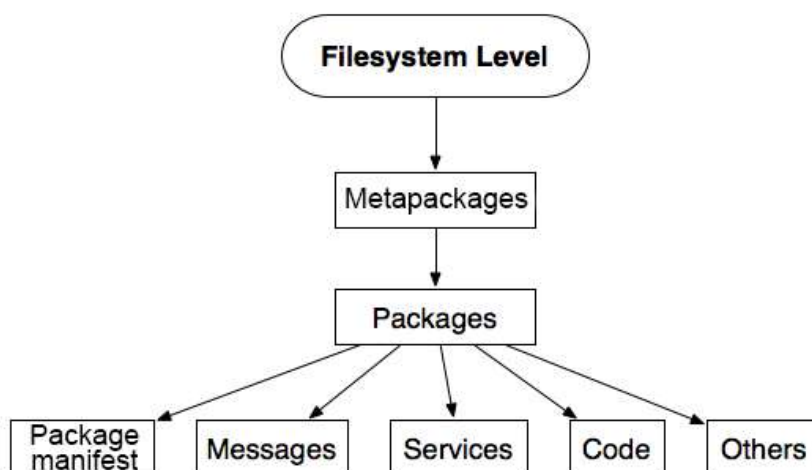 Filesystem Level
Metapackages
Packages
Package
manifest
Messages
Services
Code
Others